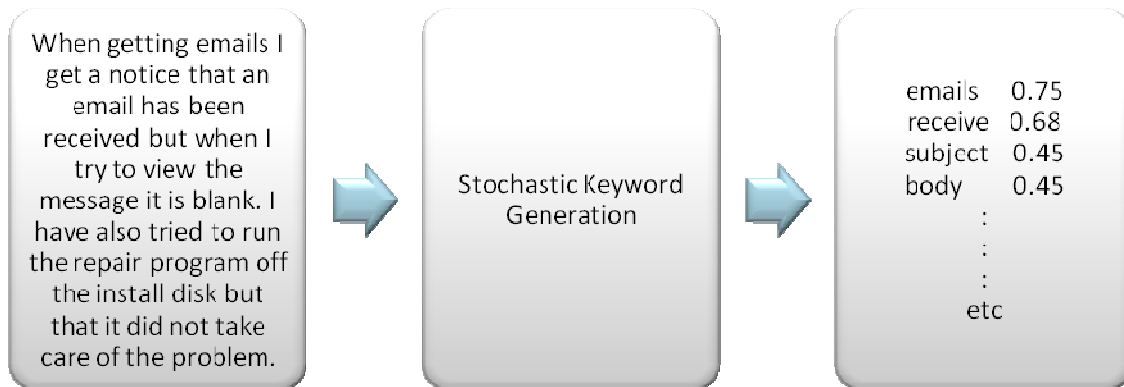 When getting emails I
get a notice that an
email has been
received but when I
try to view the
message it is blank. I
have also tried to run
the repair program off
the install disk but
that it did not take
care of the problem.
Stochastic Keyword
Generation
emails 0.75
receive 0.68
subject 0.45
body 0.45
:
:
:
etc